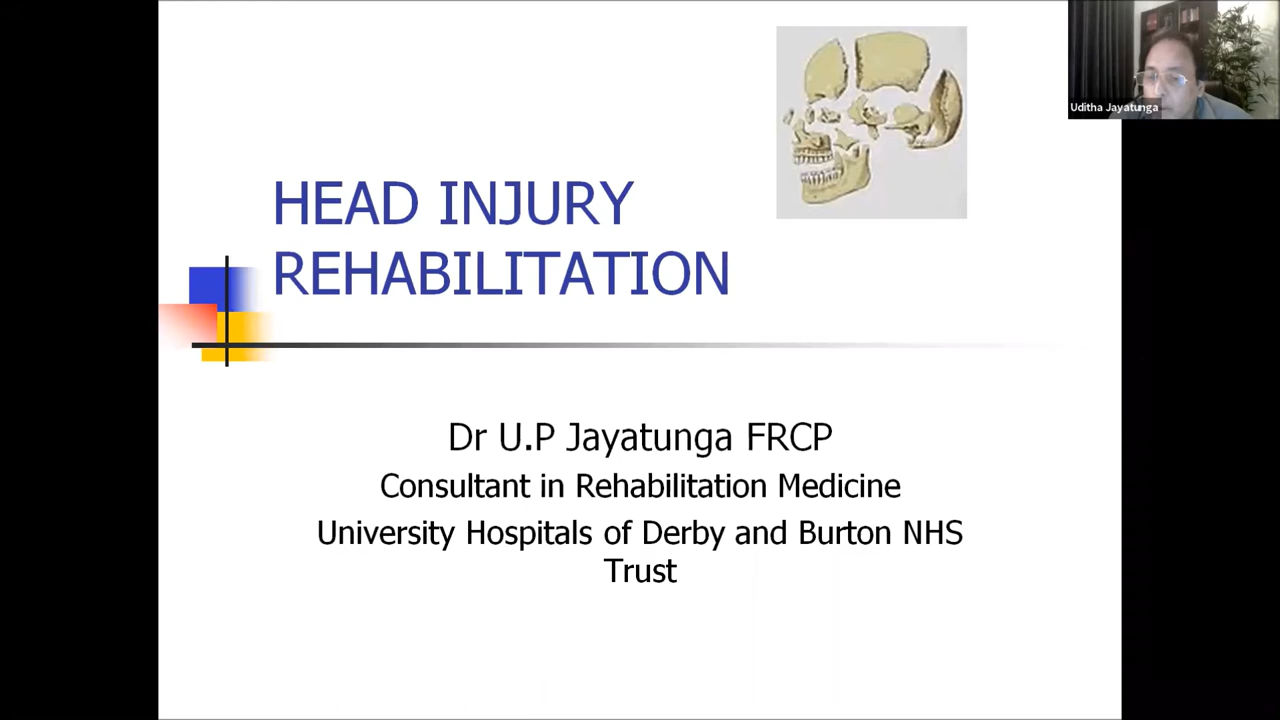 Uditha Jayatunga
HEAD INJURY
REHABILITATION
Dr U.P Jayatunga FRCP
Consultant in Rehabilitation Medicine
University Hospitals of Derby and Burton NHS
Trust